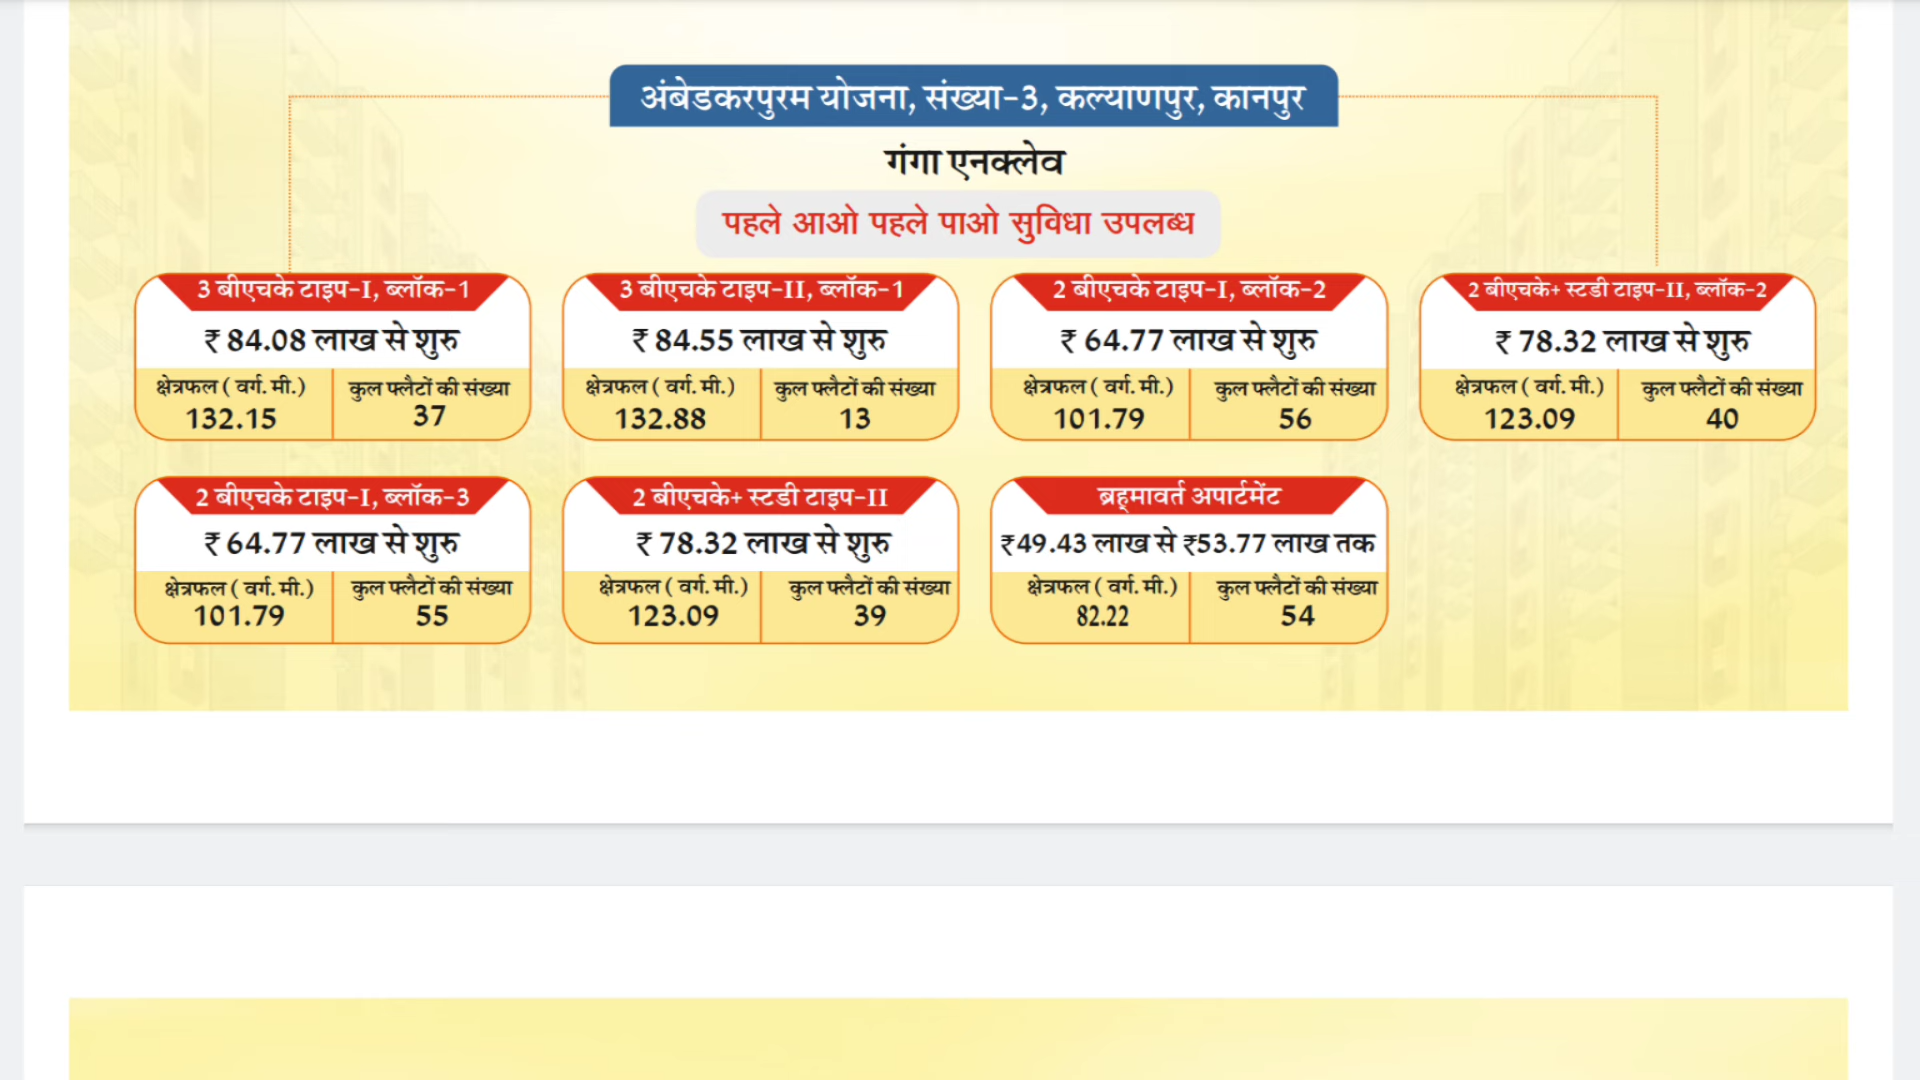 अंबेडकरपुरम योजना, संख्या-3, कल्याणपुर, कानपुर
गंगा एनक्लेव
पहले आओ पहले पाओ सुविधा उपलब्ध
3 बीएचके टाइप-I, ब्लॉक-1
₹ 84.08 लाख से शुरु
क्षेत्रफल ( वर्ग. मी.)
132.15
कुल फ्लैटों की संख्या
37
3 बीएचके टाइप-II, ब्लॉक-1
₹ 84.55 लाख से शुरु
क्षेत्रफल ( वर्ग. मी.)
132.88
कुल फ्लैटों की संख्या
13
2 बीएचके टाइप-I, ब्लॉक-2
₹ 64.77 लाख से शुरु
क्षेत्रफल ( वर्ग. मी.)
101.79
कुल फ्लैटों की संख्या
56
2 बीएचके+ स्टडी टाइप-II, ब्लॉक-2
₹ 78.32 लाख से शुरु
क्षेत्रफल ( वर्ग. मी.)
123.09
कुल फ्लैटों की संख्या
40
2 बीएचके टाइप-I, ब्लॉक-3
₹ 64.77 लाख से शुरु
क्षेत्रफल ( वर्ग. मी.)
101.79
कुल फ्लैटों की संख्या
55
2 बीएचके+ स्टडी टाइप-II
₹ 78.32 लाख से शुरु
क्षेत्रफल ( वर्ग. मी.)
123.09
कुल फ्लैटों की संख्या
39
ब्रह्मावर्त अपार्टमेंट
₹49.43 लाख से ₹53.77 लाख तक
क्षेत्रफल ( वर्ग. मी.)
82.22
कुल फ्लैटों की संख्या
54